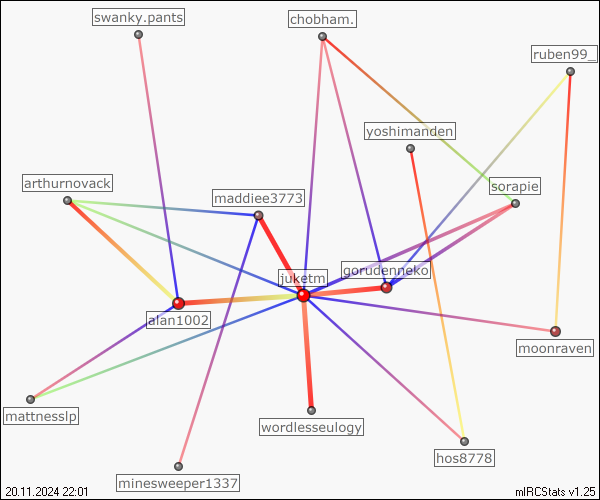 swanky.pants
chobham.
ruben99_
yoshimanden
arthurnovack
sorapie
maddiee3773
gorudenneko
juketm
alan1002
moonraven
mattnesslp
wordlesseulogy
hos8778
minesweeper1337
20.11.2024 22:01
mIRCStats v1.25